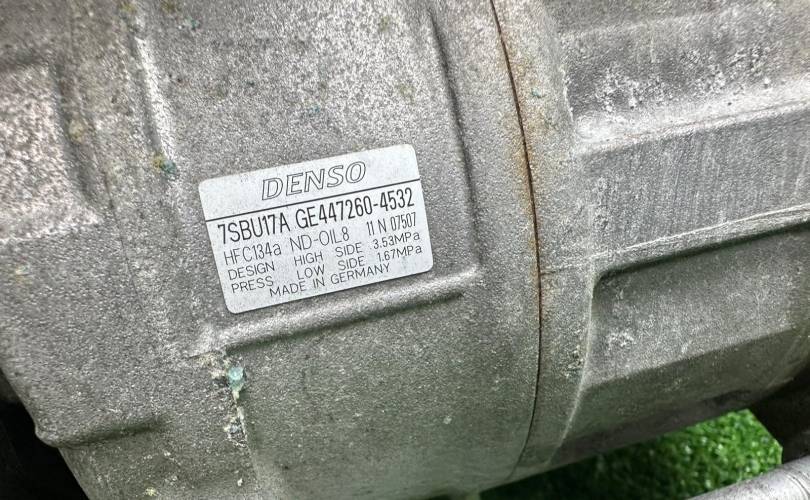 DENSO
7SBU17A GE447260-4532
HFC134a ND-OIL8 11 N 07507
DESIGN HIGH SIDE 3.53MPa
PRESS LOW SIDE 1.67MPa
MADE IN GERMANY